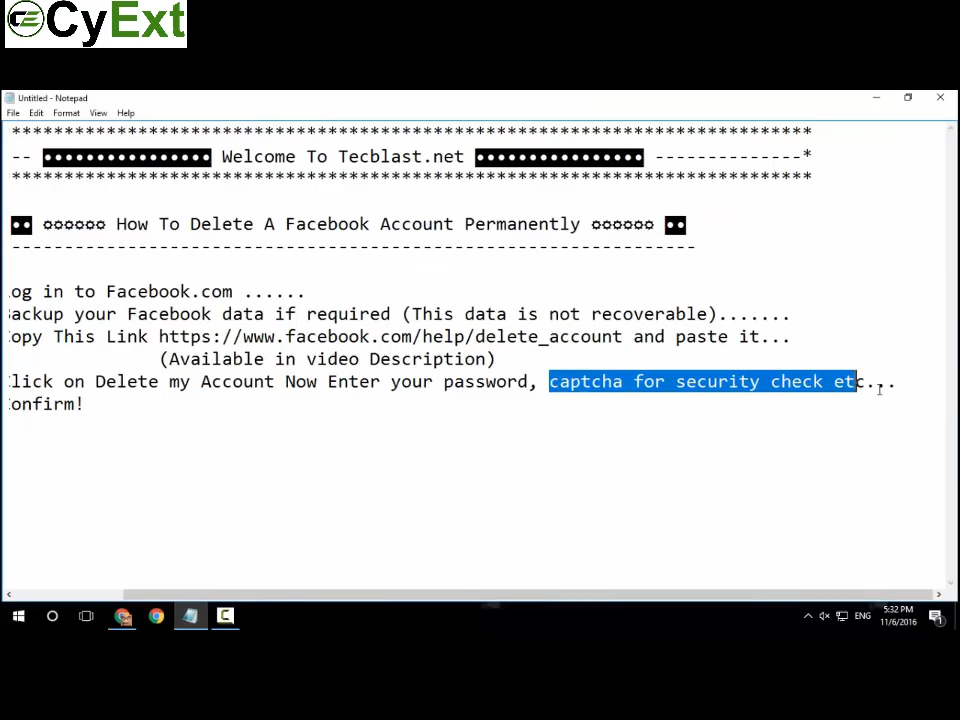 CE CyExt
Untitled - Notepad
File Edit Format View Help
****************************************************************************
-- ●●●●●●●●●●●●●●●● Welcome To Tecblast.net ●●●●●●●●●●●●●●●● --------------*
****************************************************************************
●● ☼☼☼☼☼☼ How To Delete A Facebook Account Permanently ☼☼☼☼☼☼ ●●
-----------------------------------------------------------------
og in to Facebook.com ......
ackup your Facebook data if required (This data is not recoverable).......
opy This Link https://www.facebook.com/help/delete_account and paste it...
(Available in video Description)
lick on Delete my Account Now Enter your password, captcha for security check etc...
onfirm!
ENG
5:32 PM
11/6/2016
1